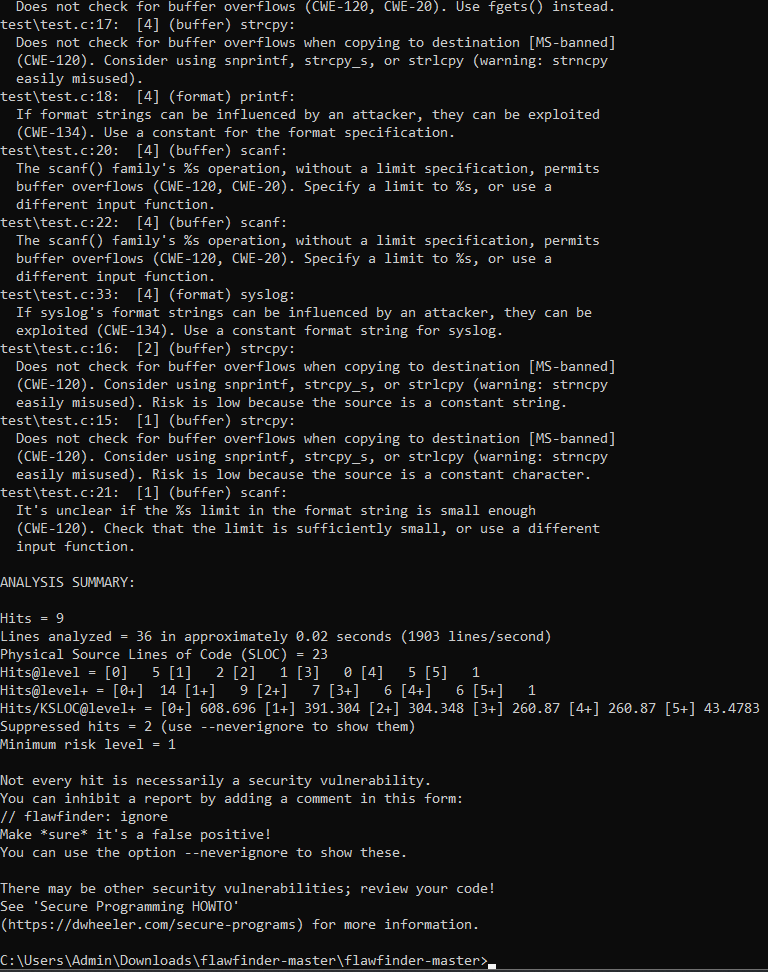 Does not check for buffer overflows (CWE-120, CWE-20). Use fgets() instead.
test\test.c:17:  [4] (buffer) strcpy:
  Does not check for buffer overflows when copying to destination [MS-banned]
  (CWE-120). Consider using snprintf, strcpy_s, or strlcpy (warning: strncpy
  easily misused).
test\test.c:18:  [4] (format) printf:
  If format strings can be influenced by an attacker, they can be exploited
  (CWE-134). Use a constant for the format specification.
test\test.c:20:  [4] (buffer) scanf:
  The scanf() family's %s operation, without a limit specification, permits
  buffer overflows (CWE-120, CWE-20). Specify a limit to %s, or use a
  different input function.
test\test.c:22:  [4] (buffer) scanf:
  The scanf() family's %s operation, without a limit specification, permits
  buffer overflows (CWE-120, CWE-20). Specify a limit to %s, or use a
  different input function.
test\test.c:33:  [4] (format) syslog:
  If syslog's format strings can be influenced by an attacker, they can be
  exploited (CWE-134). Use a constant format string for syslog.
test\test.c:16:  [2] (buffer) strcpy:
  Does not check for buffer overflows when copying to destination [MS-banned]
  (CWE-120). Consider using snprintf, strcpy_s, or strlcpy (warning: strncpy
  easily misused). Risk is low because the source is a constant string.
test\test.c:15:  [1] (buffer) strcpy:
  Does not check for buffer overflows when copying to destination [MS-banned]
  (CWE-120). Consider using snprintf, strcpy_s, or strlcpy (warning: strncpy
  easily misused). Risk is low because the source is a constant character.
test\test.c:21:  [1] (buffer) scanf:
  It's unclear if the %s limit in the format string is small enough
  (CWE-120). Check that the limit is sufficiently small, or use a different
  input function.

ANALYSIS SUMMARY:

Hits = 9
Lines analyzed = 36 in approximately 0.02 seconds (1903 lines/second)
Physical Source Lines of Code (SLOC) = 23
Hits@level = [0]   5 [1]   2 [2]   1 [3]   0 [4]   5 [5]   1
Hits@level+ = [0+]  14 [1+]   9 [2+]   7 [3+]   6 [4+]   6 [5+]   1
Hits/KSLOC@level+ = [0+] 608.696 [1+] 391.304 [2+] 304.348 [3+] 260.87 [4+] 260.87 [5+] 43.4783
Suppressed hits = 2 (use --neverignore to show them)
Minimum risk level = 1

Not every hit is necessarily a security vulnerability.
You can inhibit a report by adding a comment in this form:
// flawfinder: ignore
Make *sure* it's a false positive!
You can use the option --neverignore to show these.

There may be other security vulnerabilities; review your code!
See 'Secure Programming HOWTO'
(https://dwheeler.com/secure-programs) for more information.

C:\Users\Admin\Downloads\flawfinder-master\flawfinder-master>